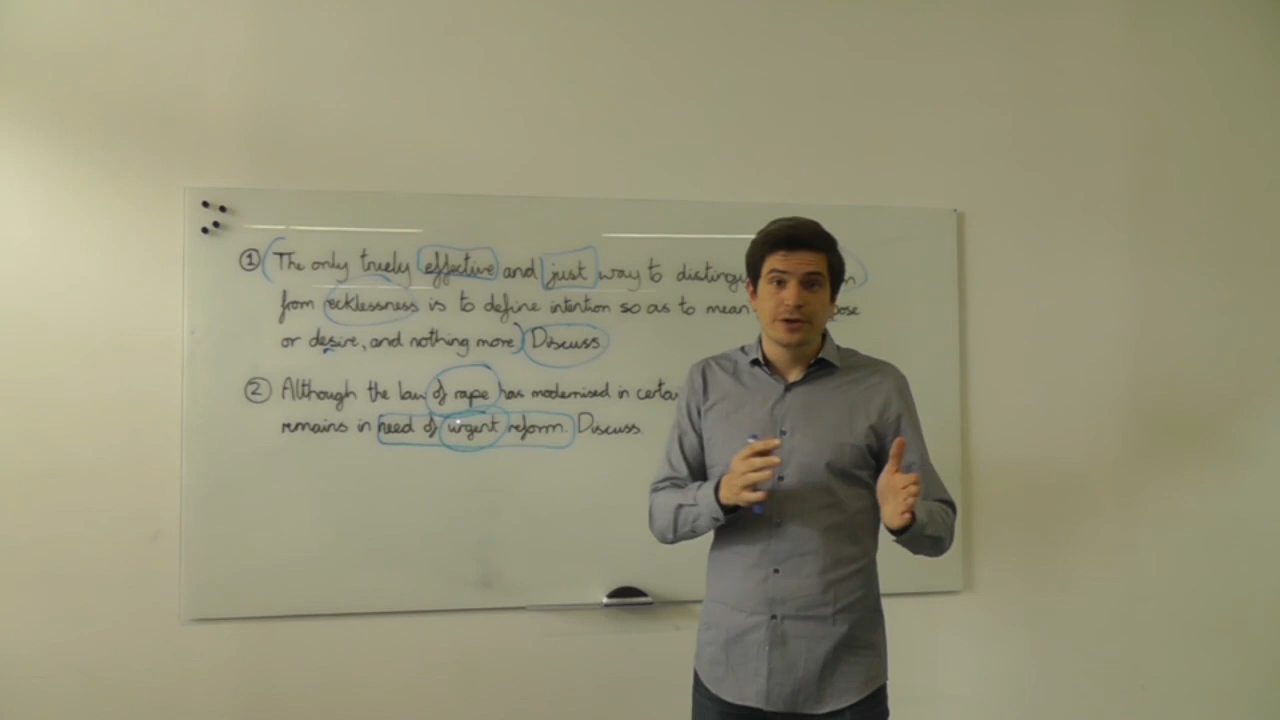 ① The only truely effective and just way to
from recklessness is to define intention so as to mean
or desire, and nothing more. Discuss
② Although the law of rape has modernised in
remains in need of urgent reform. Discuss.